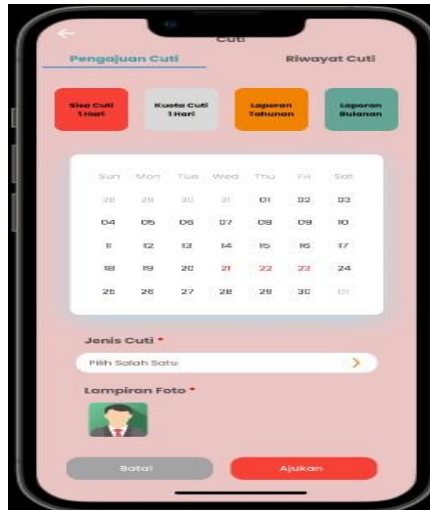 Cuti
Pengajuan Cuti Riwayat Cuti
Sisa Cuti Kuota Cuti Laporan Laporan
1 Hari 1 Hari Tahunan Bulanan
Sun Mon Tue Wed Thu Fri Sat
28 29 30 31 01 02 03
04 05 06 07 08 09 10
11 12 13 14 15 16 17
18 19 20 21 22 23 24
25 26 27 28 29 30 01
Jenis Cuti *
Pilih Salah Satu
Lampiran Foto *
Batal Ajukan